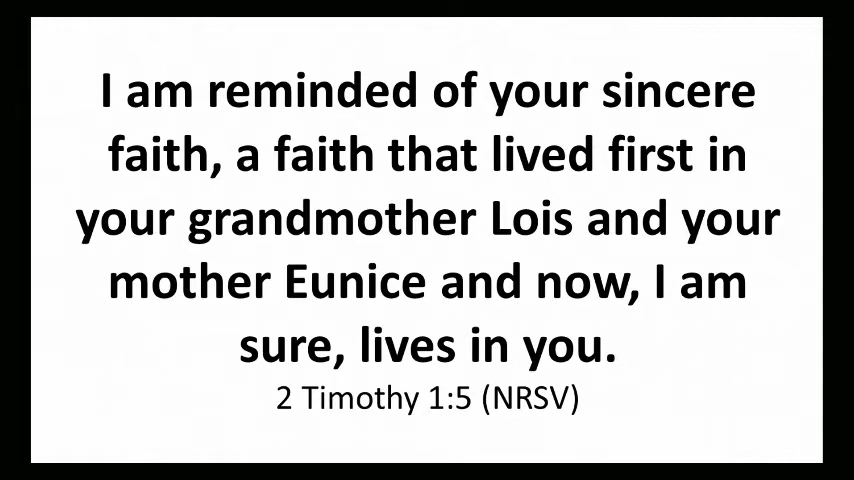 I am reminded of your sincere
faith, a faith that lived first in
your grandmother Lois and your
mother Eunice and now, I am
sure, lives in you.
2 Timothy 1:5 (NRSV)